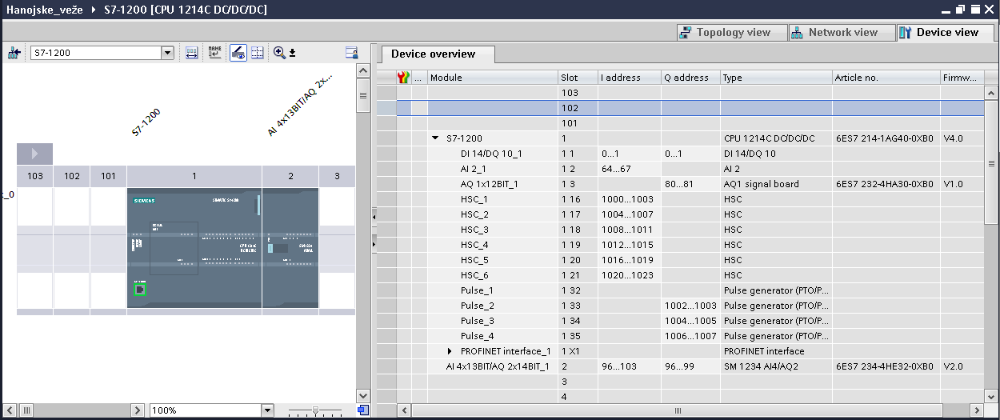 Hanojske_veže ▸ S7-1200 [CPU 1214C DC/DC/DC]
Topology view Network view Device view
S7-1200
Device overview
... Module Slot I address Q address Type Article no. Firmw...
103
102
101
S7-1200 1 CPU 1214C DC/DC/DC 6ES7 214-1AG40-0XB0 V4.0
DI 14/DQ 10_1 1 1 0...1 0...1 DI 14/DQ 10
AI 2_1 1 2 64...67 AI 2
AQ 1x12BIT_1 1 3 80...81 AQ1 signal board 6ES7 232-4HA30-0XB0 V1.0
HSC_1 1 16 1000...1003 HSC
HSC_2 1 17 1004...1007 HSC
HSC_3 1 18 1008...1011 HSC
HSC_4 1 19 1012...1015 HSC
HSC_5 1 20 1016...1019 HSC
HSC_6 1 21 1020...1023 HSC
Pulse_1 1 32 Pulse generator (PTO/P...
Pulse_2 1 33 1002...1003 Pulse generator (PTO/P...
Pulse_3 1 34 1004...1005 Pulse generator (PTO/P...
Pulse_4 1 35 1006...1007 Pulse generator (PTO/P...
PROFINET interface_1 1 X1 PROFINET interface
AI 4x13BIT/AQ 2x14BIT_1 2 96...103 96...99 SM 1234 AI4/AQ2 6ES7 234-4HE32-0XB0 V2.0
3
4
S7-1200
AI 4x13BIT/AQ 2x...
103 102 101 1 2 3
SIEMENS SIMATIC S7-1200
CPU 1214C
DC/DC/DC
100%